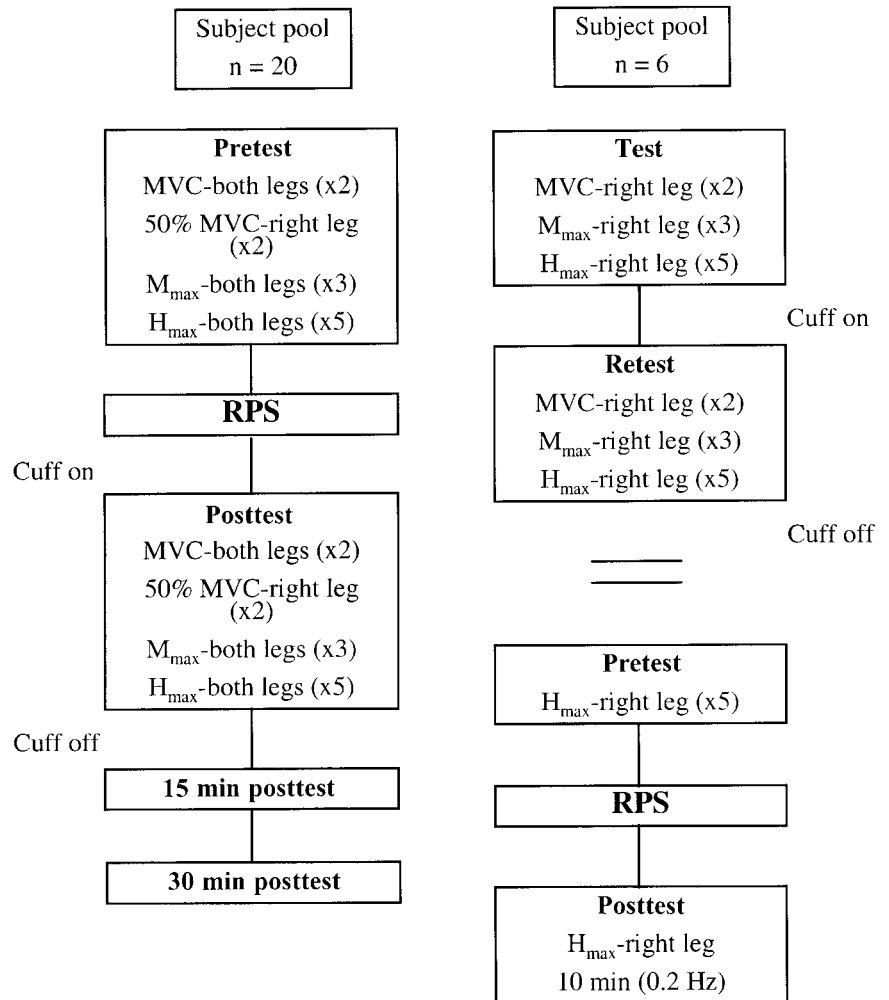 Subject pool
n = 20
Pretest
MVC-both legs (x2)
50% MVC-right leg
(x2)
Mmax-both legs (x3)
Hmax-both legs (x5)
RPS
Cuff on
Posttest
MVC-both legs (x2)
50% MVC-right leg
(x2)
Mmax-both legs (x3)
Hmax-both legs (x5)
Cuff off
15 min posttest
30 min posttest
Subject pool
n = 6
Test
MVC-right leg (x2)
Mmax-right leg (x3)
Hmax-right leg (x5)
Cuff on
Retest
MVC-right leg (x2)
Mmax-right leg (x3)
Hmax-right leg (x5)
Cuff off
Pretest
Hmax-right leg (x5)
RPS
Posttest
Hmax-right leg
10 min (0.2 Hz)